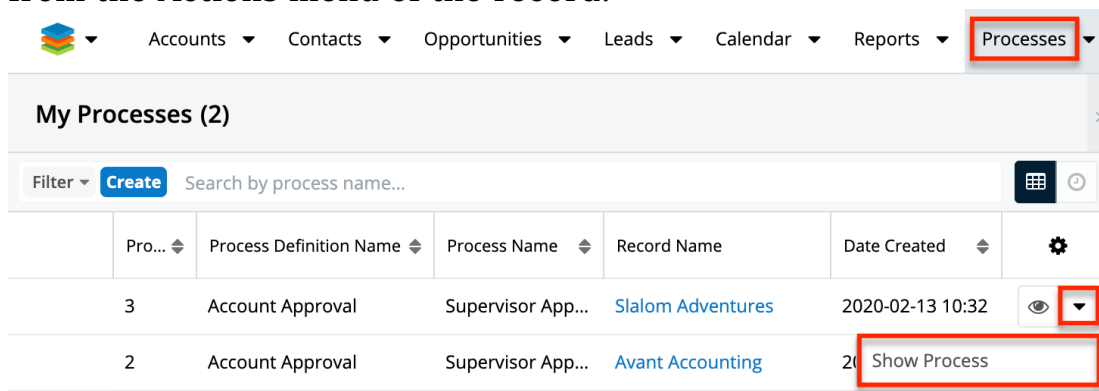 Accounts Contacts Opportunities Leads Calendar Reports Processes
My Processes (2)
Filter Create Search by process name...
Pro... Process Definition Name Process Name Record Name Date Created
3 Account Approval Supervisor App... Slalom Adventures 2020-02-13 10:32
2 Account Approval Supervisor App... Avant Accounting 20 Show Process